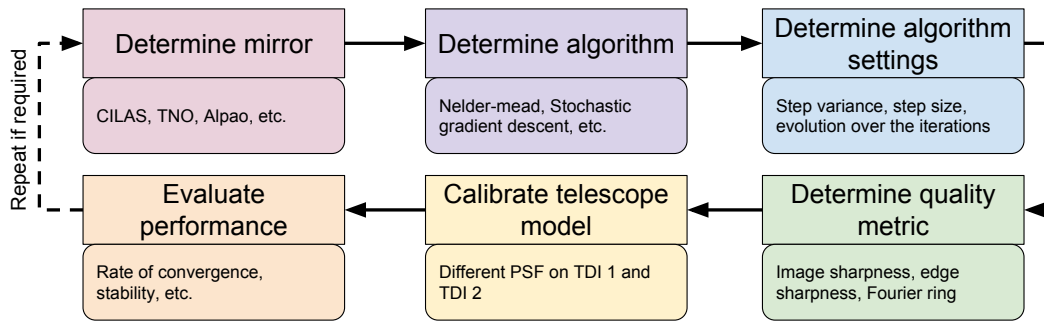 Determine mirror
CILAS, TNO, Alpao, etc.
Determine algorithm
Nelder-mead, Stochastic
gradient descent, etc.
Determine algorithm
settings
Step variance, step size,
evolution over the iterations
Determine quality
metric
Image sharpness, edge
sharpness, Fourier ring
Calibrate telescope
model
Different PSF on TDI 1 and
TDI 2
Evaluate
performance
Rate of convergence,
stability, etc.
Repeat if required